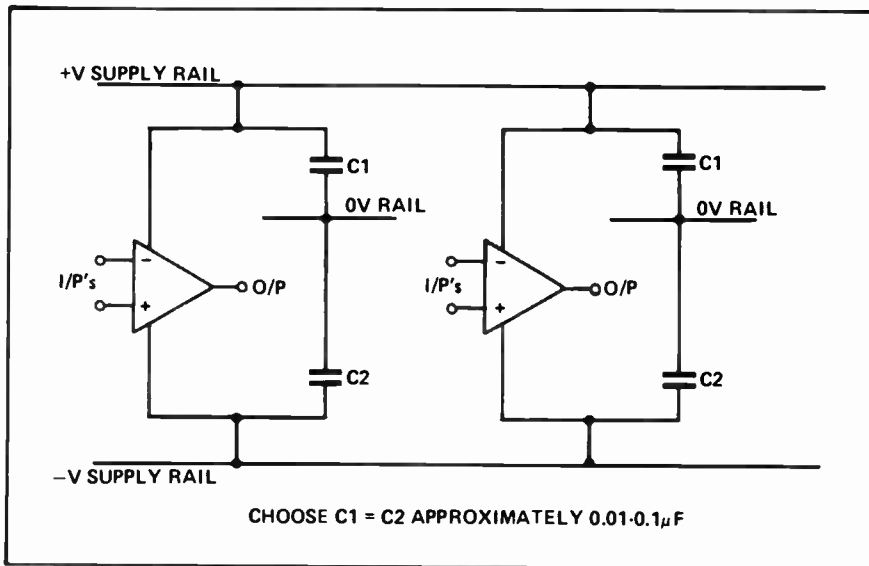 +V SUPPLY RAIL
C1
C1
0V RAIL
0V RAIL
−
−
I/P's
O/P
I/P's
O/P
+
+
C2
C2
−V SUPPLY RAIL
CHOOSE C1 = C2 APPROXIMATELY 0.01-0.1μF